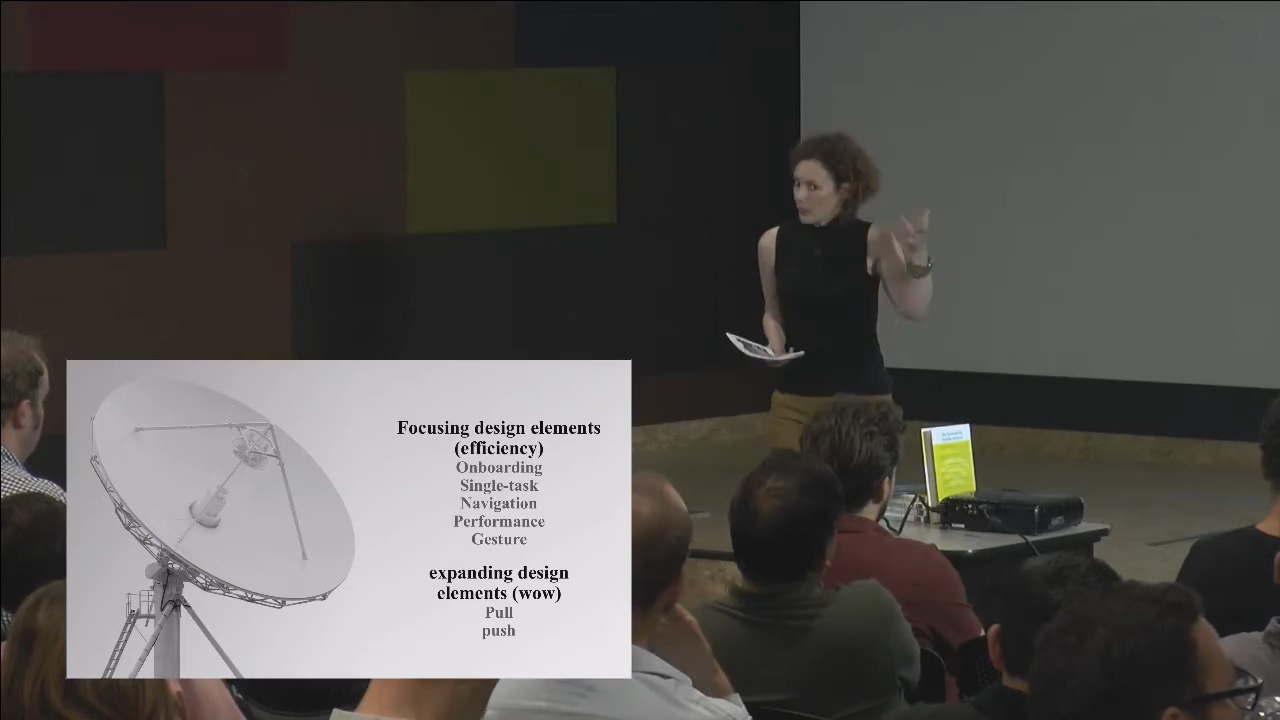 Focusing design elements
(efficiency)
Onboarding
Single-task
Navigation
Performance
Gesture
expanding design
elements (wow)
Pull
push